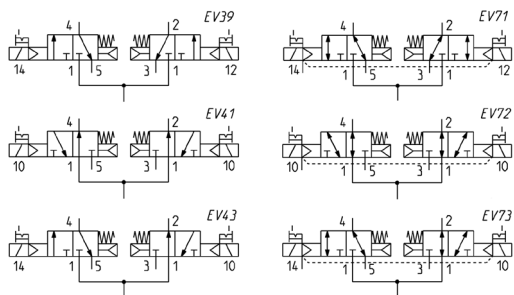 4 2 EV39
14 1 5 3 1 12
4 2 EV71
14 1 5 3 1 12
4 2 EV41
10 1 5 3 1 10
4 2 EV72
10 1 5 3 1 10
4 2 EV43
14 1 5 3 1 10
4 2 EV73
14 1 5 3 1 10